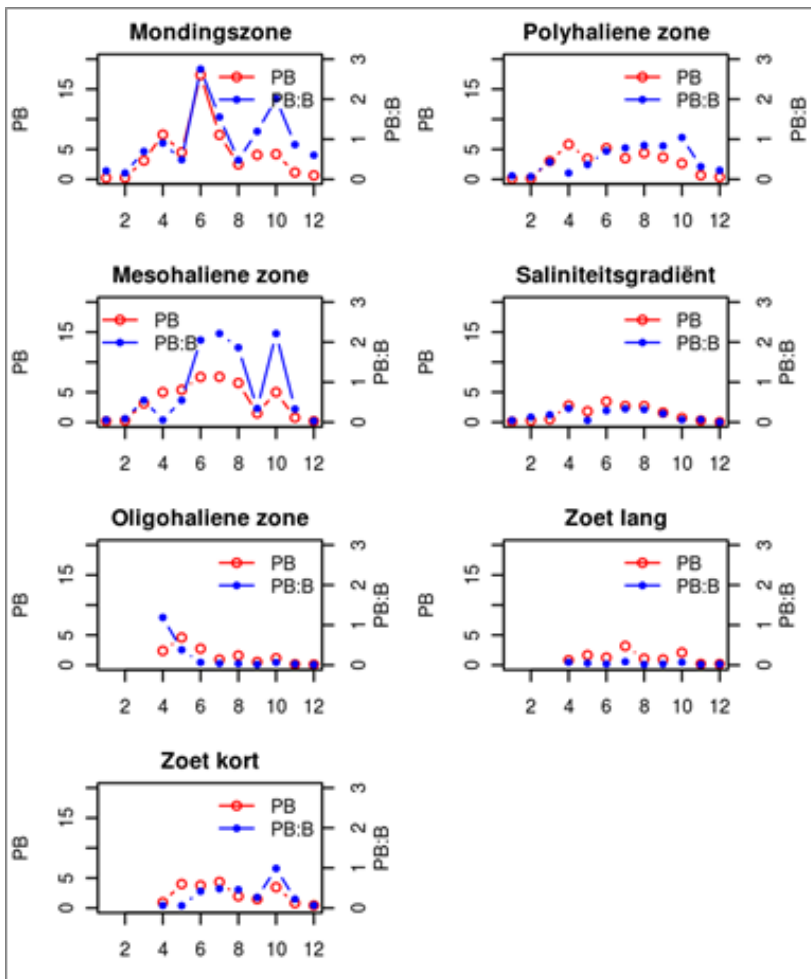 Mondingszone
PB
0 5 15
PB
PB:B
0 1 2 3
PB:B
2 4 6 8 10 12
Polyhaliene zone
PB
0 5 15
PB
PB:B
0 1 2 3
PB:B
2 4 6 8 10 12
Mesohaliene zone
PB
0 5 15
PB
PB:B
0 1 2 3
PB:B
2 4 6 8 10 12
Saliniteitsgradiënt
PB
0 5 15
PB
PB:B
0 1 2 3
PB:B
2 4 6 8 10 12
Oligohaliene zone
PB
0 5 15
PB
PB:B
0 1 2 3
PB:B
2 4 6 8 10 12
Zoet lang
PB
0 5 15
PB
PB:B
0 1 2 3
PB:B
2 4 6 8 10 12
Zoet kort
PB
0 5 15
PB
PB:B
0 1 2 3
PB:B
2 4 6 8 10 12